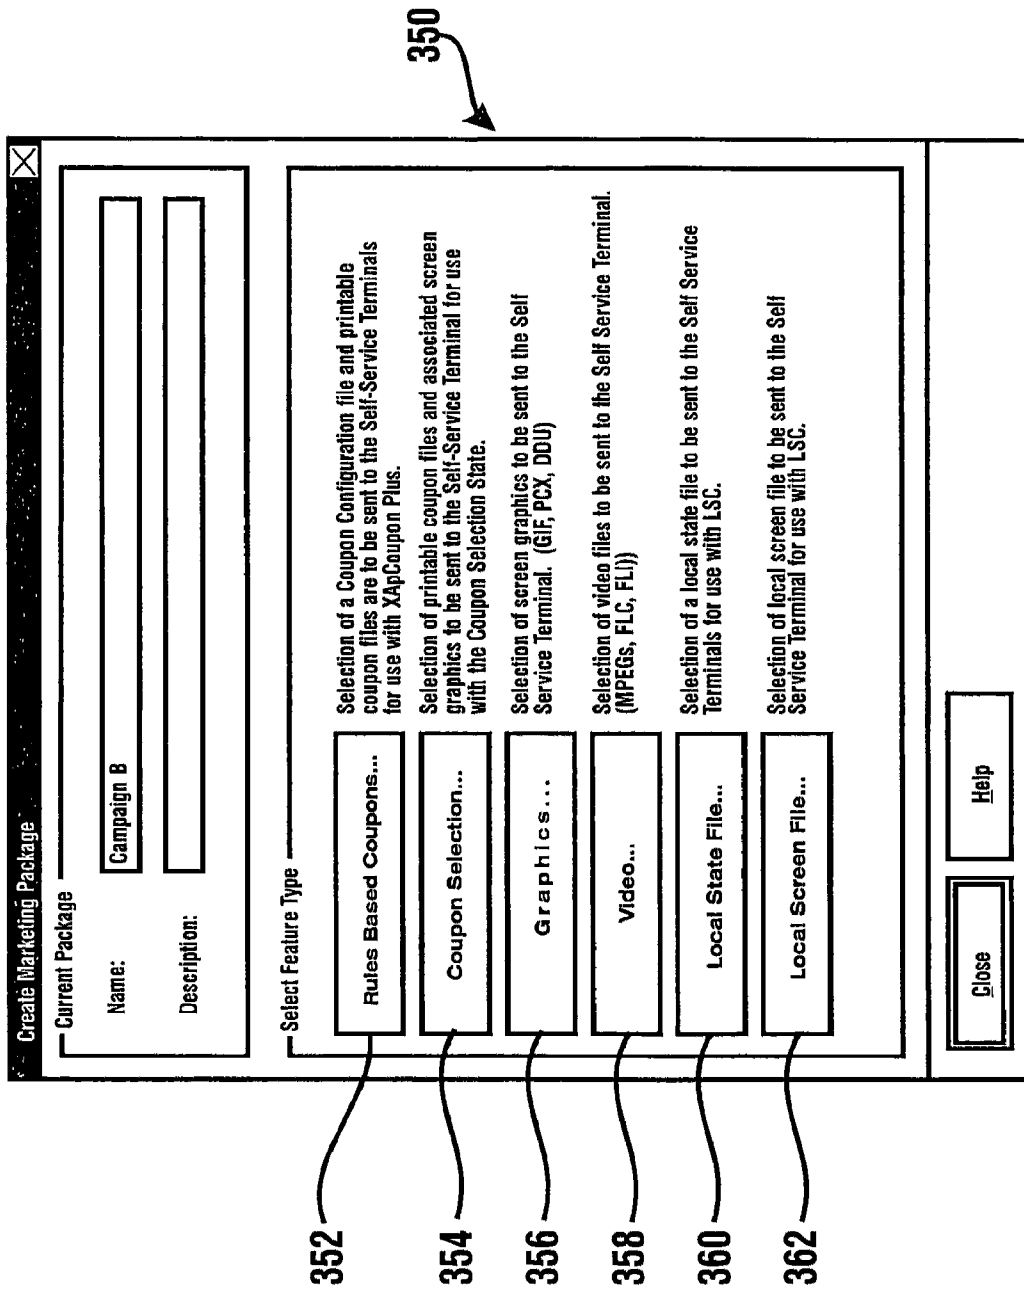 350
Create Marketing Package
Current Package
Name:
Campaign B
Description:
Select Feature Type
352
Rules Based Coupons...
Selection of a Coupon Configuration file and printable
coupon files are to be sent to the Self-Service Terminals
for use with XApCoupon Plus.
354
Coupon Selection...
Selection of printable coupon files and associated screen
graphics to be sent to the Self-Service Terminal for use
with the Coupon Selection State.
356
Graphics...
Selection of screen graphics to be sent to the Self
Service Terminal. (GIF, PCX, DDU)
358
Video...
Selection of video files to be sent to the Self Service Terminal.
(MPEGs, FLC, FLI))
360
Local State File...
Selection of a local state file to be sent to the Self Service
Terminals for use with LSC.
362
Local Screen File...
Selection of local screen file to be sent to the Self
Service Terminal for use with LSC.
Close
Help